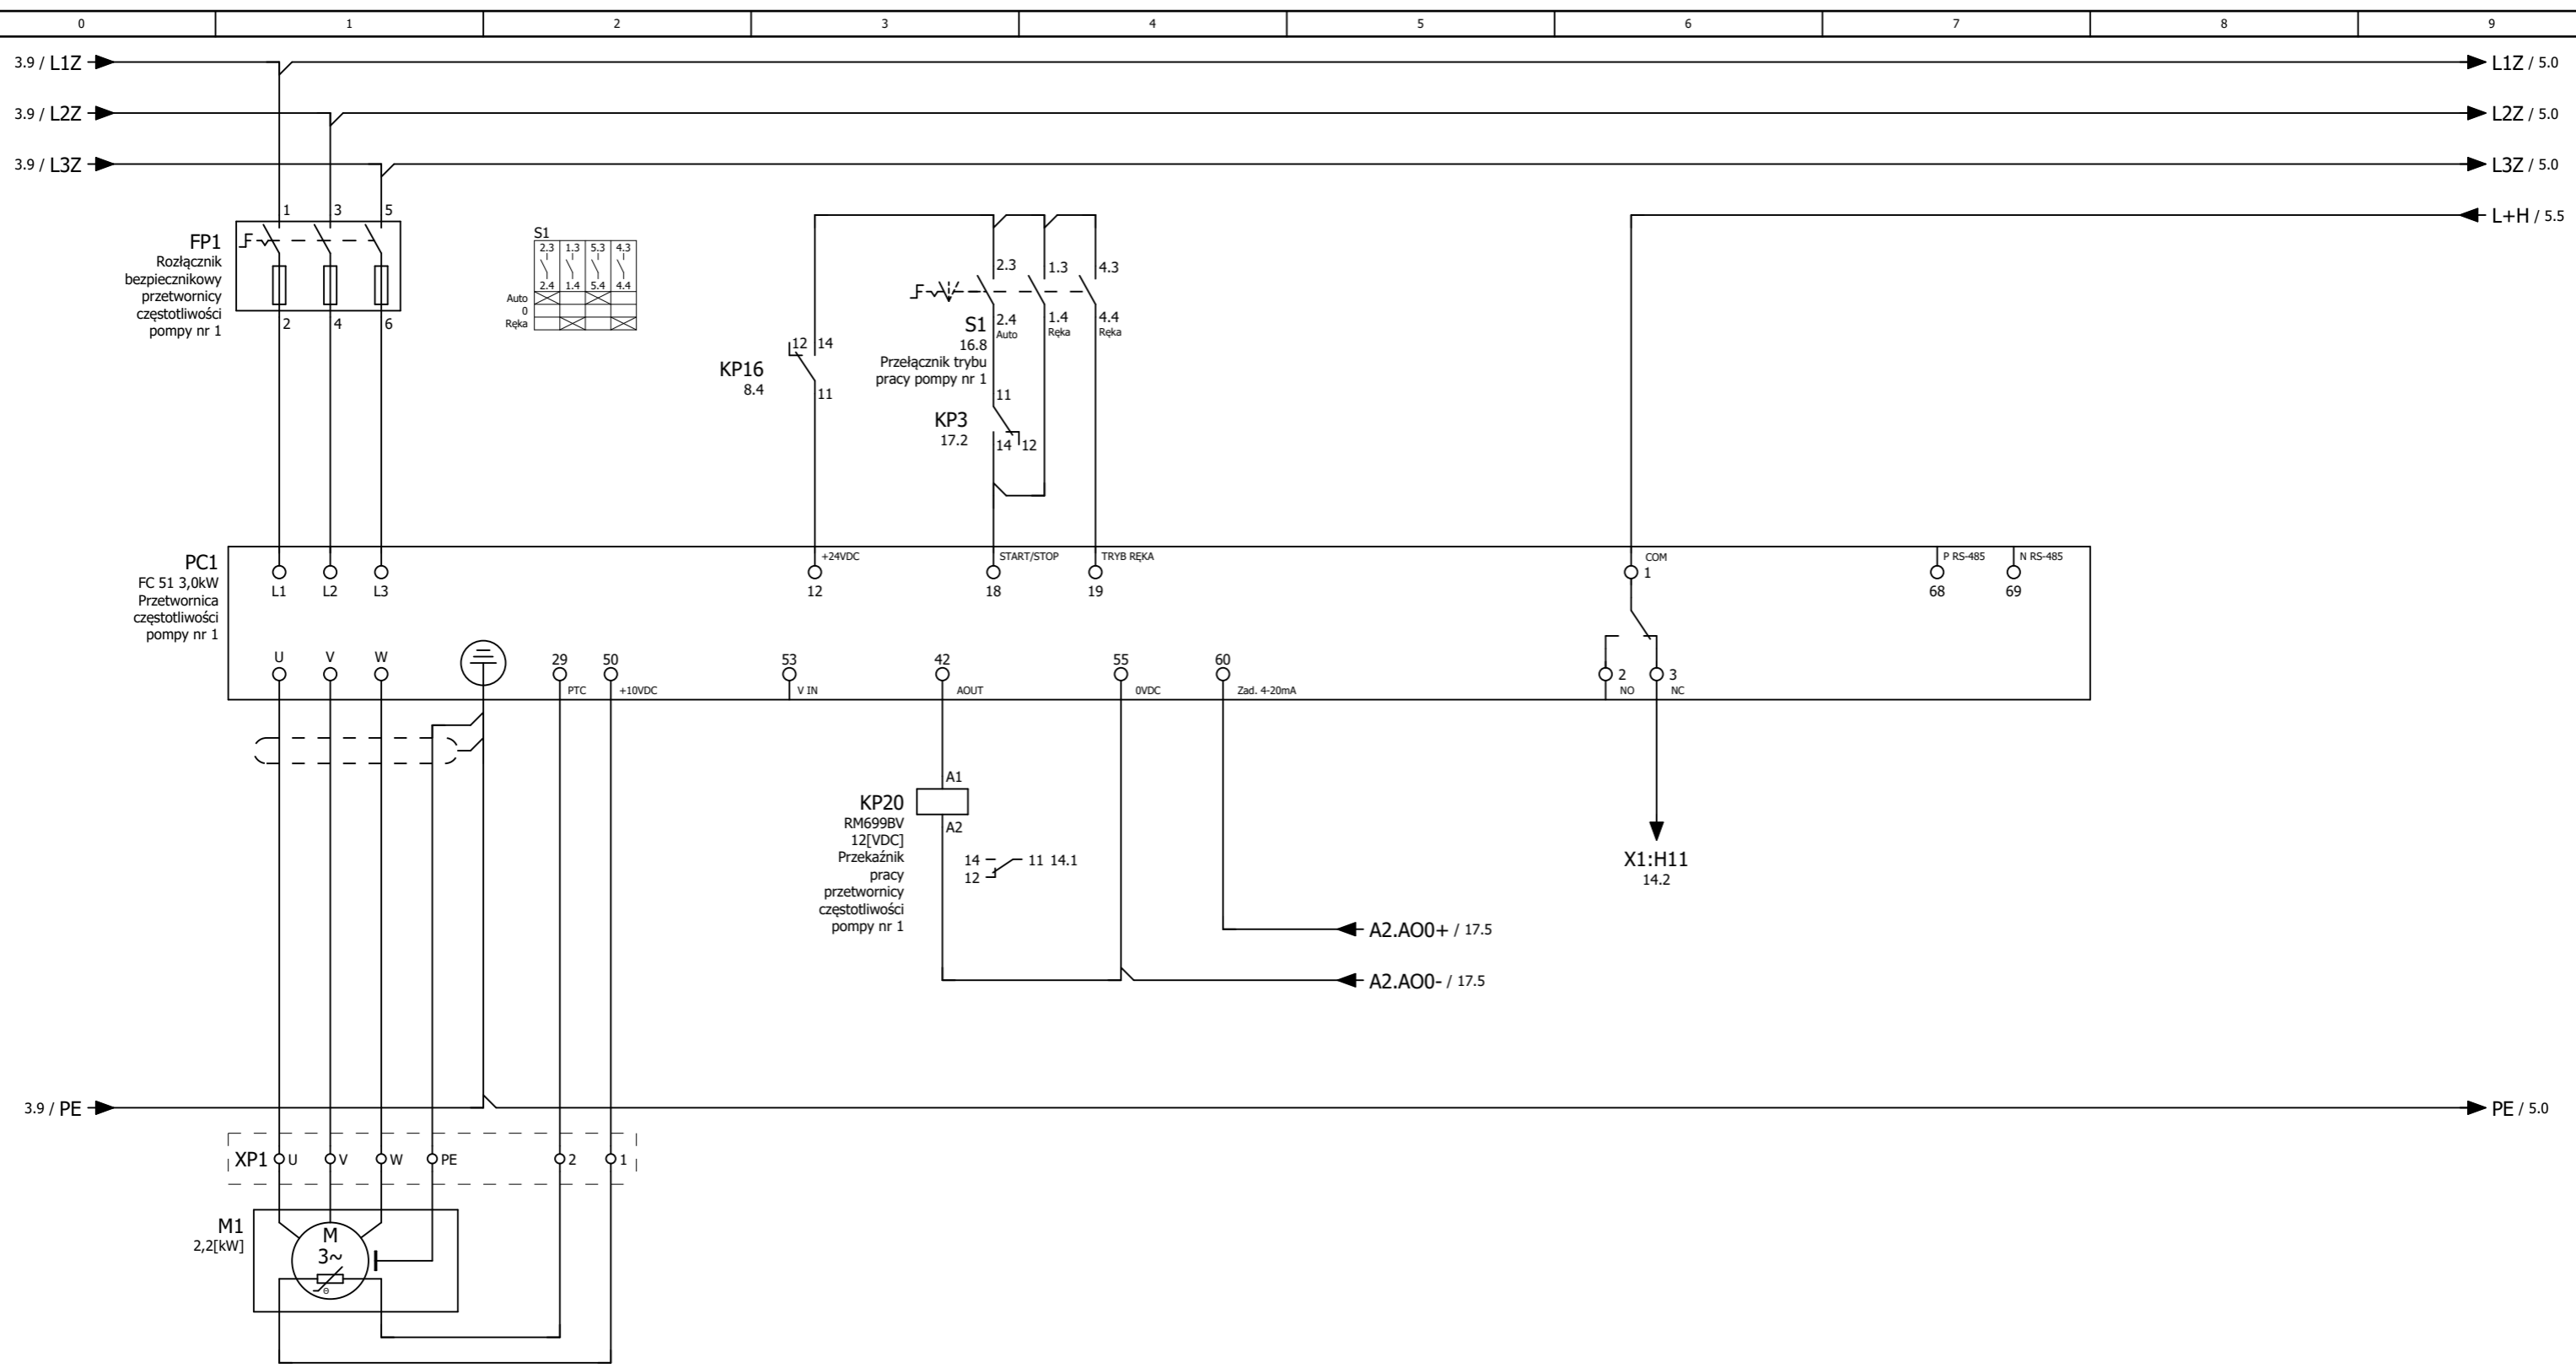 0 1 2 3 4 5 6 7 8 9
3.9 / L1Z
L1Z / 5.0
3.9 / L2Z
L2Z / 5.0
3.9 / L3Z
L3Z / 5.0
L+H / 5.5
1 3 5
FP1
Rozłącznik
bezpiecznikowy
przetwornicy
częstotliwości
pompy nr 1
2 4 6
S1
2.3 1.3 5.3 4.3
2.4 1.4 5.4 4.4
Auto
0
Ręka
KP16
8.4
12 14
11
2.3 1.3 4.3
2.4 1.4 4.4
Auto Ręka Ręka
S1
16.8
Przełącznik trybu
pracy pompy nr 1
11
KP3
17.2
14 12
PC1
FC 51 3,0kW
Przetwornica
częstotliwości
pompy nr 1
L1 L2 L3
+24VDC
12
START/STOP
18
TRYB RĘKA
19
COM
1
P RS-485
68
N RS-485
69
U V W
29
PTC
50
+10VDC
53
V IN
42
AOUT
55
0VDC
60
Zad. 4-20mA
2
NO
3
NC
A1
KP20
RM699BV
12[VDC]
Przekaźnik
pracy
przetwornicy
częstotliwości
pompy nr 1
A2
14 11 14.1
12
X1:H11
14.2
A2.AO0+ / 17.5
A2.AO0- / 17.5
3.9 / PE
PE / 5.0
XP1 U V W PE 2 1
M1
2,2[kW]
M
3~
Θ